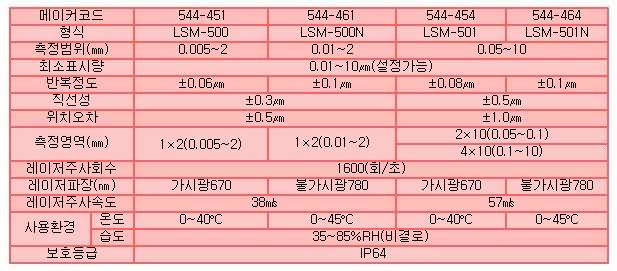 메이커코드 544-451 544-461 544-454 544-464
형식 LSM-500 LSM-500N LSM-501 LSM-501N
측정범위(㎜) 0.005~2 0.01~2 0.05~10
최소표시량 0.01~10㎛(설정가능)
반복정도 ±0.06㎛ ±0.1㎛ ±0.08㎛ ±0.1㎛
직선성 ±0.3㎛ ±0.5㎛
위치오차 ±0.5㎛ ±1.0㎛
측정영역(㎜) 1×2(0.005~2) 1×2(0.01~2) 2×10(0.05~0.1)
4×10(0.1~10)
레이저주사회수 1600(회/초)
레이저파장(㎚) 가시광670 불가시광780 가시광670 불가시광780
레이저주사속도 38㎧ 57㎧
사용환경 온도 0~40℃ 0~45℃ 0~40℃ 0~45℃
습도 35~85%RH(비결로)
보호등급 IP64